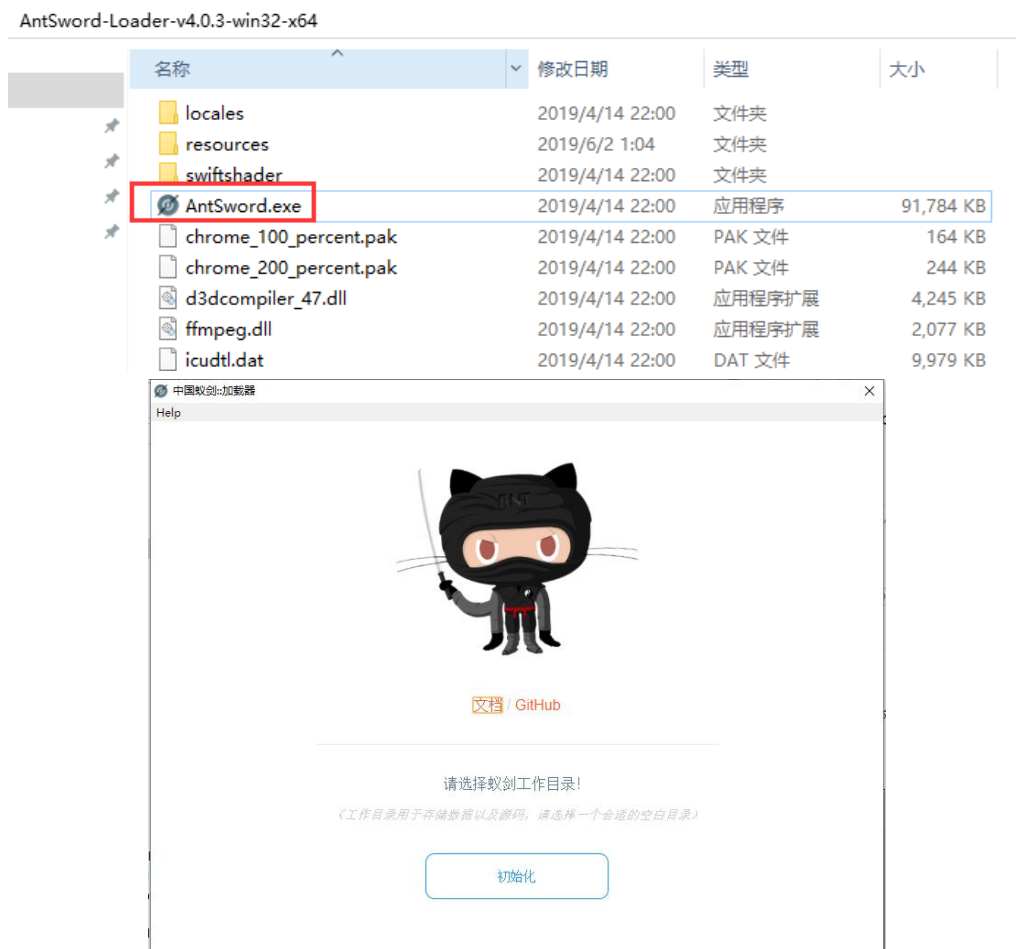 AntSword-Loader-v4.0.3-win32-x64
名称 修改日期 类型 大小
locales 2019/4/14 22:00 文件夹
resources 2019/6/2 1:04 文件夹
swiftshader 2019/4/14 22:00 文件夹
AntSword.exe 2019/4/14 22:00 应用程序 91,784 KB
chrome_100_percent.pak 2019/4/14 22:00 PAK 文件 164 KB
chrome_200_percent.pak 2019/4/14 22:00 PAK 文件 244 KB
d3dcompiler_47.dll 2019/4/14 22:00 应用程序扩展 4,245 KB
ffmpeg.dll 2019/4/14 22:00 应用程序扩展 2,077 KB
icudtl.dat 2019/4/14 22:00 DAT 文件 9,979 KB
中国蚁剑::加载器
Help
ANT
文档 / GitHub
请选择蚁剑工作目录!
(工作目录用于存储数据以及源码，请选择一个合适的空白目录)
初始化